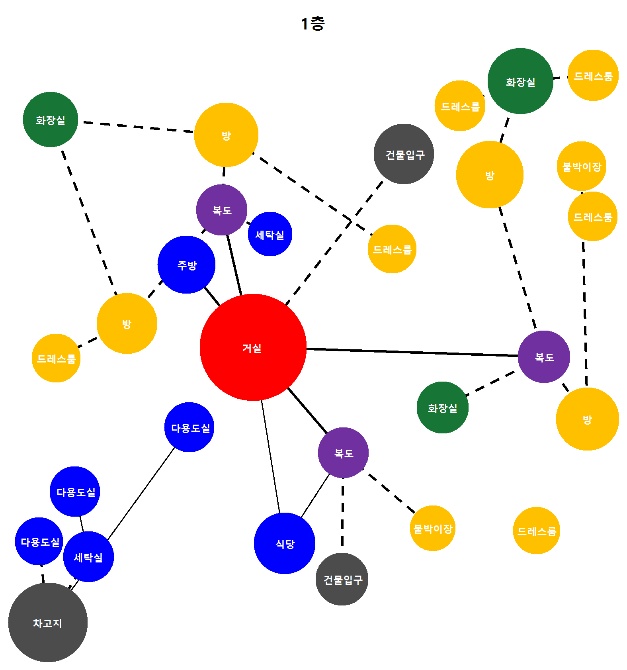 1층
화장실
드레스룸
드레스룸
화장실
방
건물입구
방
붙박이장
드레스룸
복도
세탁실
드레스룸
주방
방
거실
복도
드레스룸
화장실
방
다용도실
복도
다용도실
붙박이장
드레스룸
다용도실
세탁실
식당
건물입구
차고지